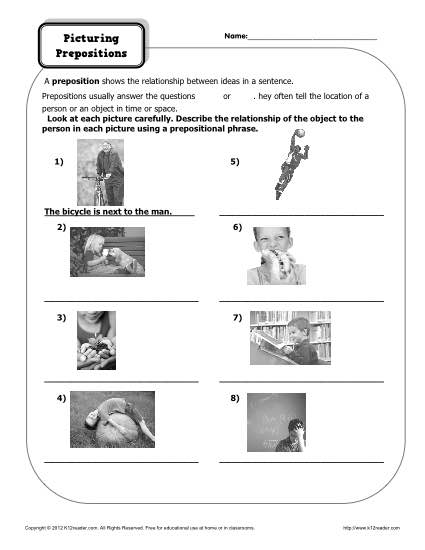 Picturing
Prepositions
Name:
A preposition shows the relationship between ideas in a sentence.
Prepositions usually answer the questions or . hey often tell the location of a
person or an object in time or space.
Look at each picture carefully. Describe the relationship of the object to the
person in each picture using a prepositional phrase.
1)
The bicycle is next to the man.
2)
3)
4)
5)
6)
7)
8)
Copyright © 2012 K12reader.com. All Rights Reserved. Free for educational use at home or in classrooms.
http://www.k12reader.com